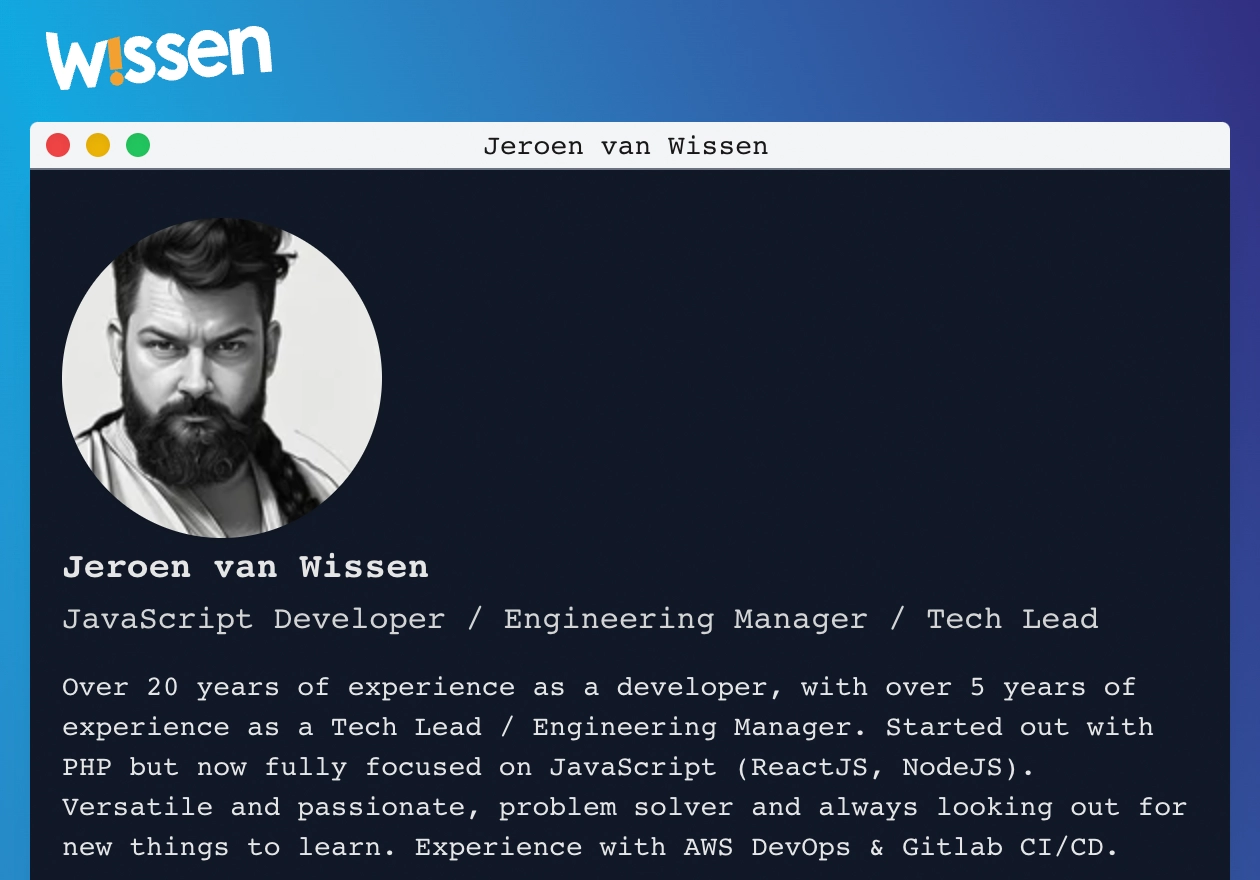 W!ssen
Jeroen van Wissen
Jeroen van Wissen
JavaScript Developer / Engineering Manager / Tech Lead
Over 20 years of experience as a developer, with over 5 years of
experience as a Tech Lead / Engineering Manager. Started out with
PHP but now fully focused on JavaScript (ReactJS, NodeJS).
Versatile and passionate, problem solver and always looking out for
new things to learn. Experience with AWS DevOps & Gitlab CI/CD.